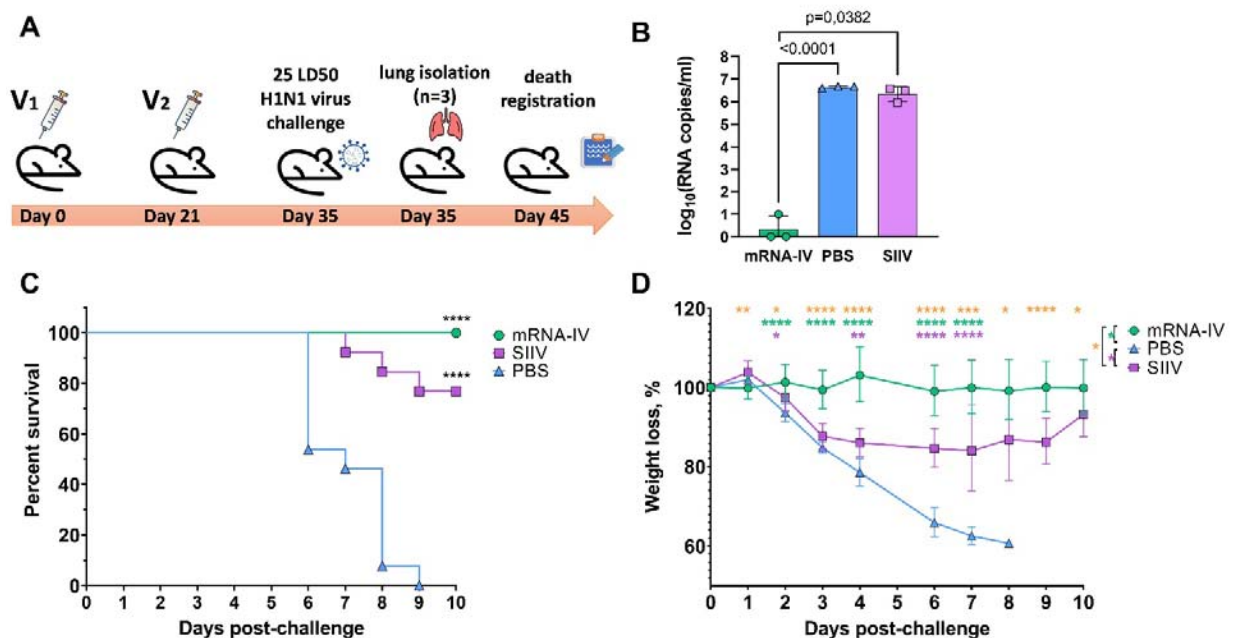 A
V1
V2
25 LD50
H1N1 virus
challenge
lung isolation
(n=3)
death
registration
Day 0
Day 21
Day 35
Day 35
Day 45
B
p=0,0382
<0.0001
8
7
6
5
4
3
2
1
0
log10(RNA copies/ml)
mRNA-IV PBS SIIV
C
100
80
60
40
20
0
Percent survival
0 1 2 3 4 5 6 7 8 9 10
Days post-challenge
****
****
mRNA-IV
SIIV
PBS
D
120
100
80
60
Weight loss, %
** * **** **** **** *** * **** *
**** **** **** **** ****
* ** **** ****
0 1 2 3 4 5 6 7 8 9 10
Days post-challenge
mRNA-IV
PBS
SIIV
* * *